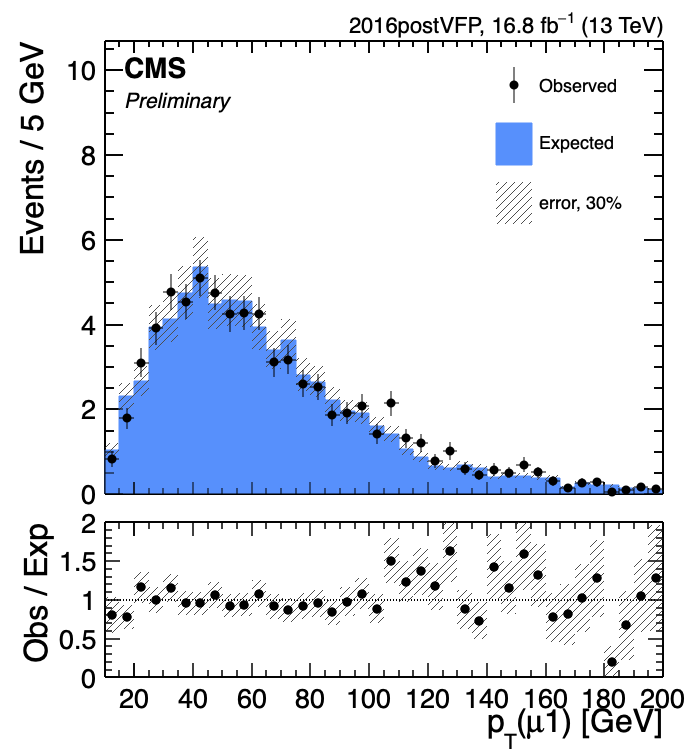 2016postVFP, 16.8 fb⁻¹ (13 TeV)
CMS
Preliminary
Observed
Expected
error, 30%
Events / 5 GeV
10
8
6
4
2
0
Obs / Exp
2
1.5
1
0.5
0
20 40 60 80 100 120 140 160 180 200
p_T(μ1) [GeV]